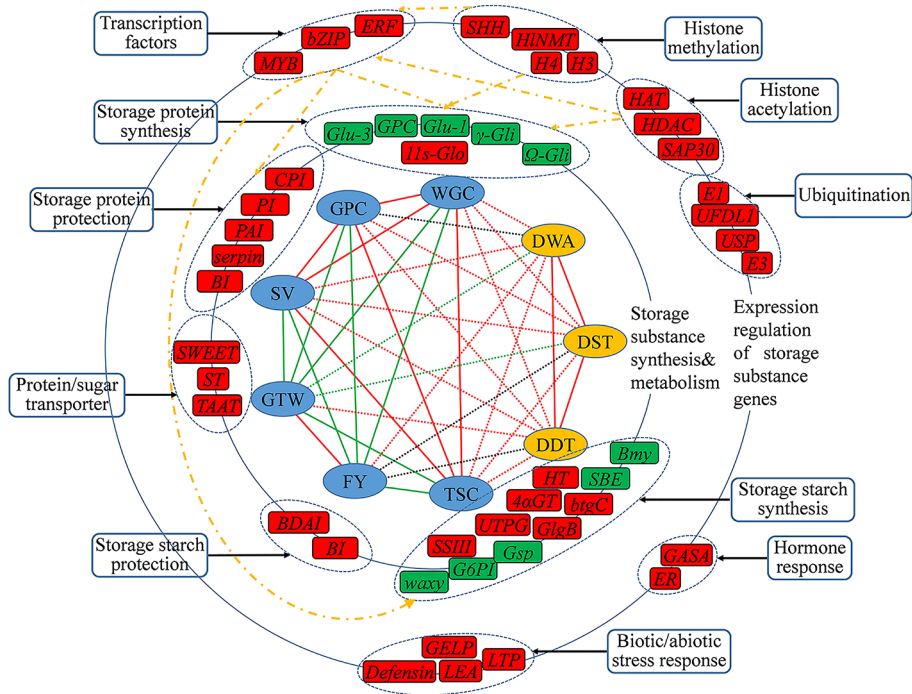 Transcription
factors
MYB
bZIP
ERF
SHH
HlNMT
H4
H3
Histone
methylation
Histone
acetylation
HAT
HDAC
SAP30
Storage protein
synthesis
Glu-3
GPC
Glu-1
γ-Gli
Ω-Gli
11s-Glo
Ubiquitination
E1
UFDL1
USP
E3
Storage protein
protection
CPI
PI
PAI
serpin
BI
GPC
WGC
DWA
SV
DST
GTW
DDT
FY
TSC
Storage
substance
synthesis&
metabolism
Expression
regulation
of storage
substance
genes
Protein/sugar
transporter
SWEET
ST
TAAT
Storage starch
synthesis
Bmy
SBE
HT
4αGT
btgC
UTPG
GlgB
SSIII
Gsp
G6PI
waxy
Storage starch
protection
BDAI
BI
Hormone
response
GASA
ER
Biotic/abiotic
stress response
GELP
Defensin
LEA
LTP